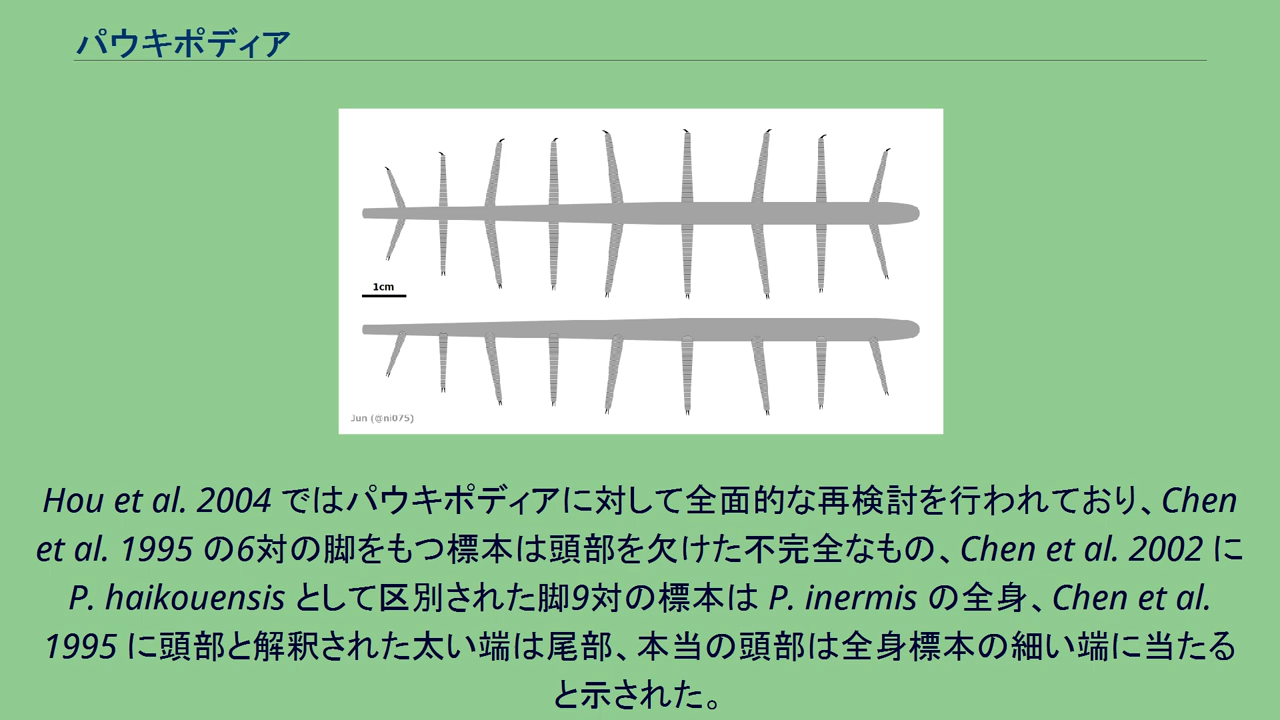 パウキポディア
1cm
Jun (@ni075)
Hou et al. 2004 ではパウキポディアに対して全面的な再検討を行われており、Chen
et al. 1995 の6対の脚をもつ標本は頭部を欠けた不完全なもの、Chen et al. 2002 に
P. haikouensis として区別された脚9対の標本は P. inermis の全身、Chen et al.
1995 に頭部と解釈された太い端は尾部、本当の頭部は全身標本の細い端に当たる
と示された。